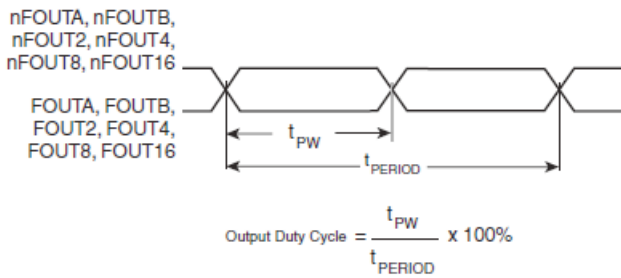 nFOUTA, nFOUTB,
nFOUT2, nFOUT4,
nFOUT8, nFOUT16
FOUTA, FOUTB,
FOUT2, FOUT4,
FOUT8, FOUT16
tPW
tPERIOD
Output Duty Cycle = tPW / tPERIOD x 100%